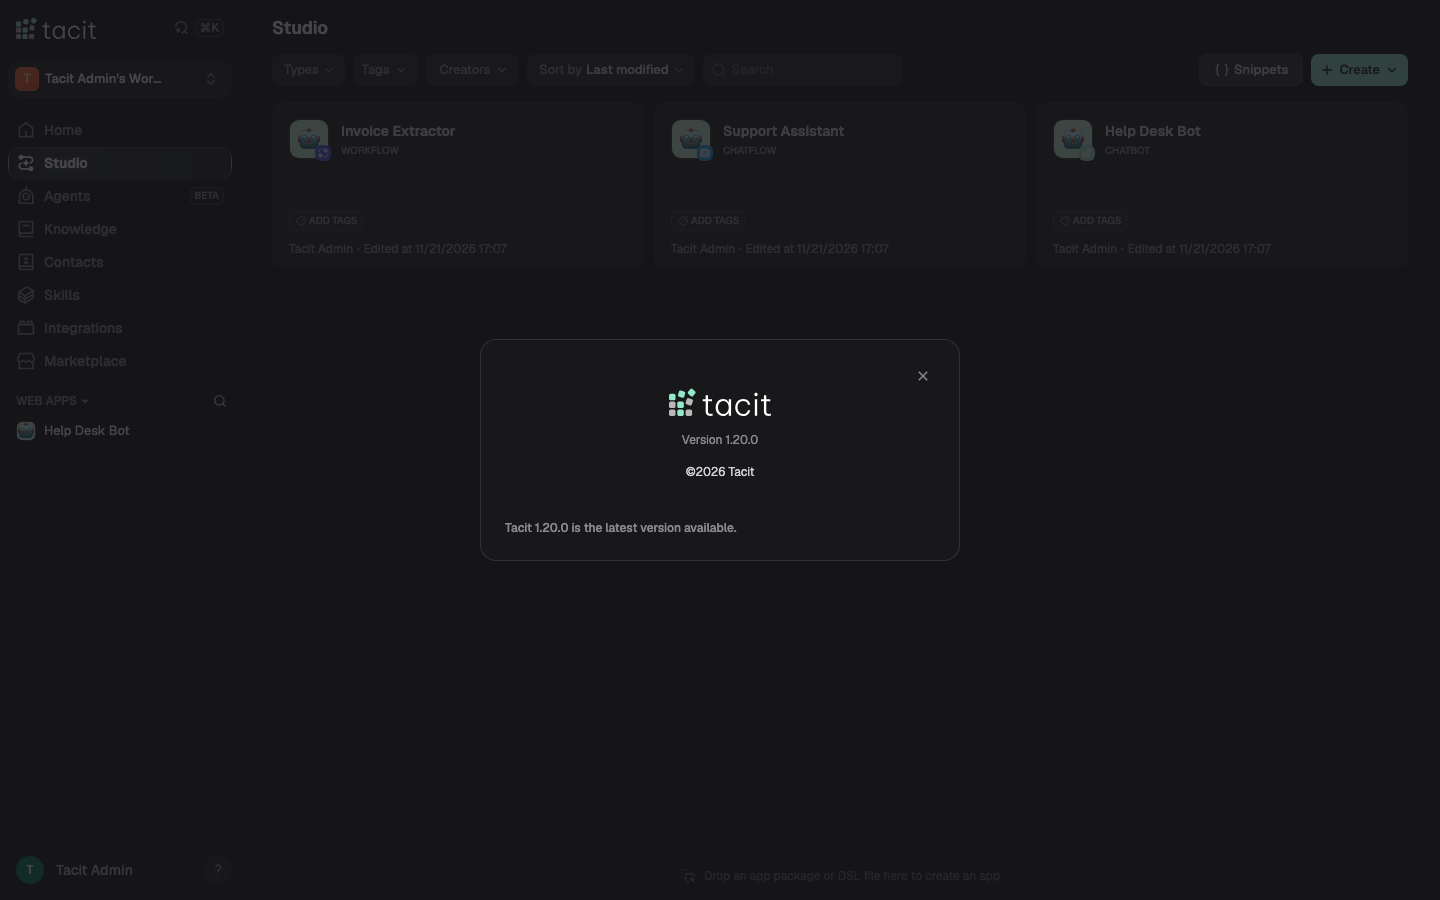 tacit
⌘K
T
Tacit Admin's Wor...
Home
Studio
Agents
BETA
Knowledge
Contacts
Skills
Integrations
Marketplace
WEB APPS
Help Desk Bot
T
Tacit Admin
?
Studio
Types
Tags
Creators
Sort by Last modified
Search
{ } Snippets
+ Create
Invoice Extractor
WORKFLOW
ADD TAGS
Tacit Admin · Edited at 11/21/2026 17:07
Support Assistant
CHATFLOW
ADD TAGS
Tacit Admin · Edited at 11/21/2026 17:07
Help Desk Bot
CHATBOT
ADD TAGS
Tacit Admin · Edited at 11/21/2026 17:07
tacit
Version 1.20.0
©2026 Tacit
Tacit 1.20.0 is the latest version available.
Drop an app package or DSL file here to create an app